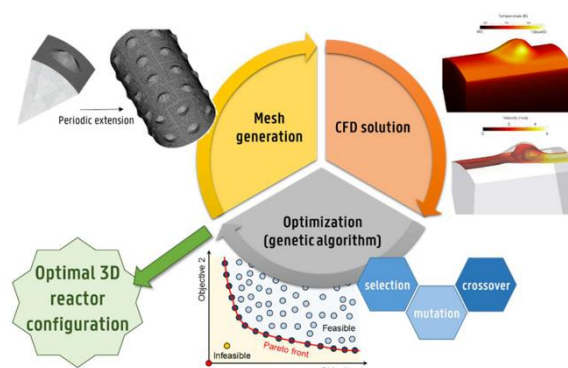 Periodic extension
Mesh
generation
CFD solution
Optimization
(genetic algorithm)
Optimal 3D
reactor
configuration
Objective 2
Feasible
Infeasible
Pareto front
selection
mutation
crossover